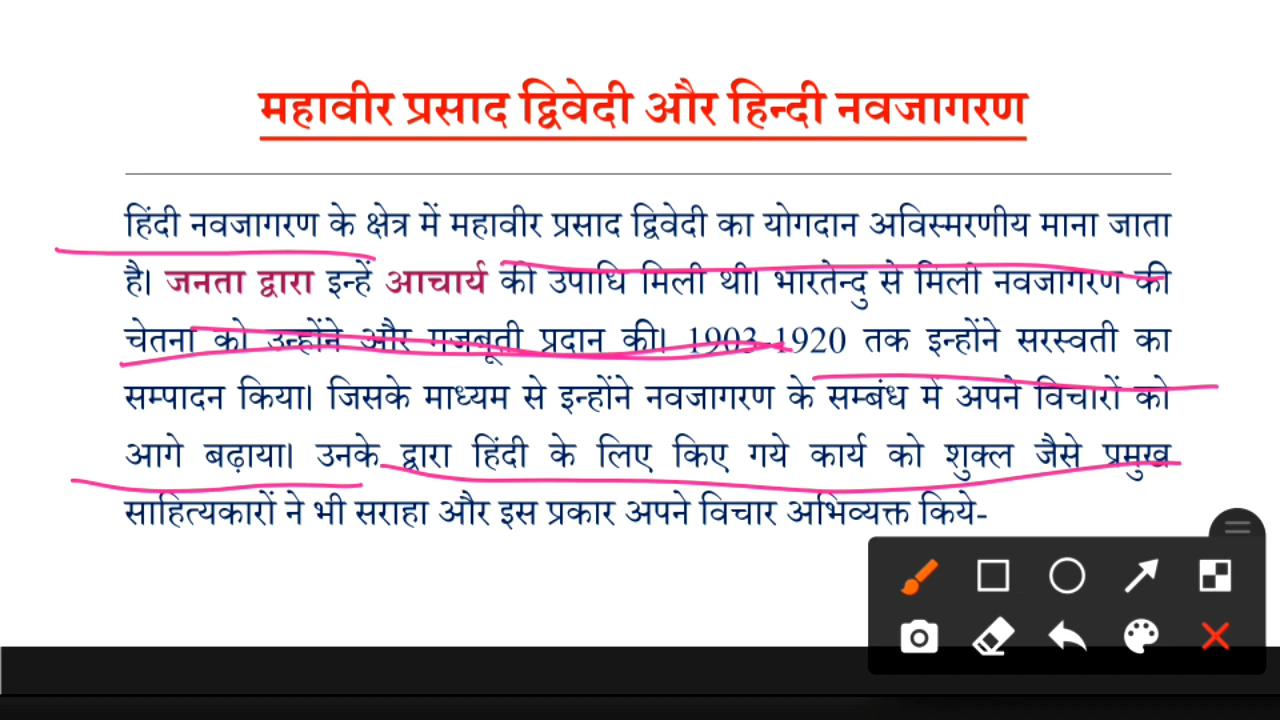 महावीर प्रसाद द्विवेदी और हिन्दी नवजागरण
हिंदी नवजागरण के क्षेत्र में महावीर प्रसाद द्विवेदी का योगदान अविस्मरणीय माना जाता
है। जनता द्वारा इन्हें आचार्य की उपाधि मिली थी। भारतेन्दु से मिली नवजागरण की
चेतना को उन्होंने और मजबूती प्रदान की। 1903-1920 तक इन्होंने सरस्वती का
सम्पादन किया। जिसके माध्यम से इन्होंने नवजागरण के सम्बंध में अपने विचारों को
आगे बढ़ाया। उनके द्वारा हिंदी के लिए किए गये कार्य को शुक्ल जैसे प्रमुख
साहित्यकारों ने भी सराहा और इस प्रकार अपने विचार अभिव्यक्त किये-